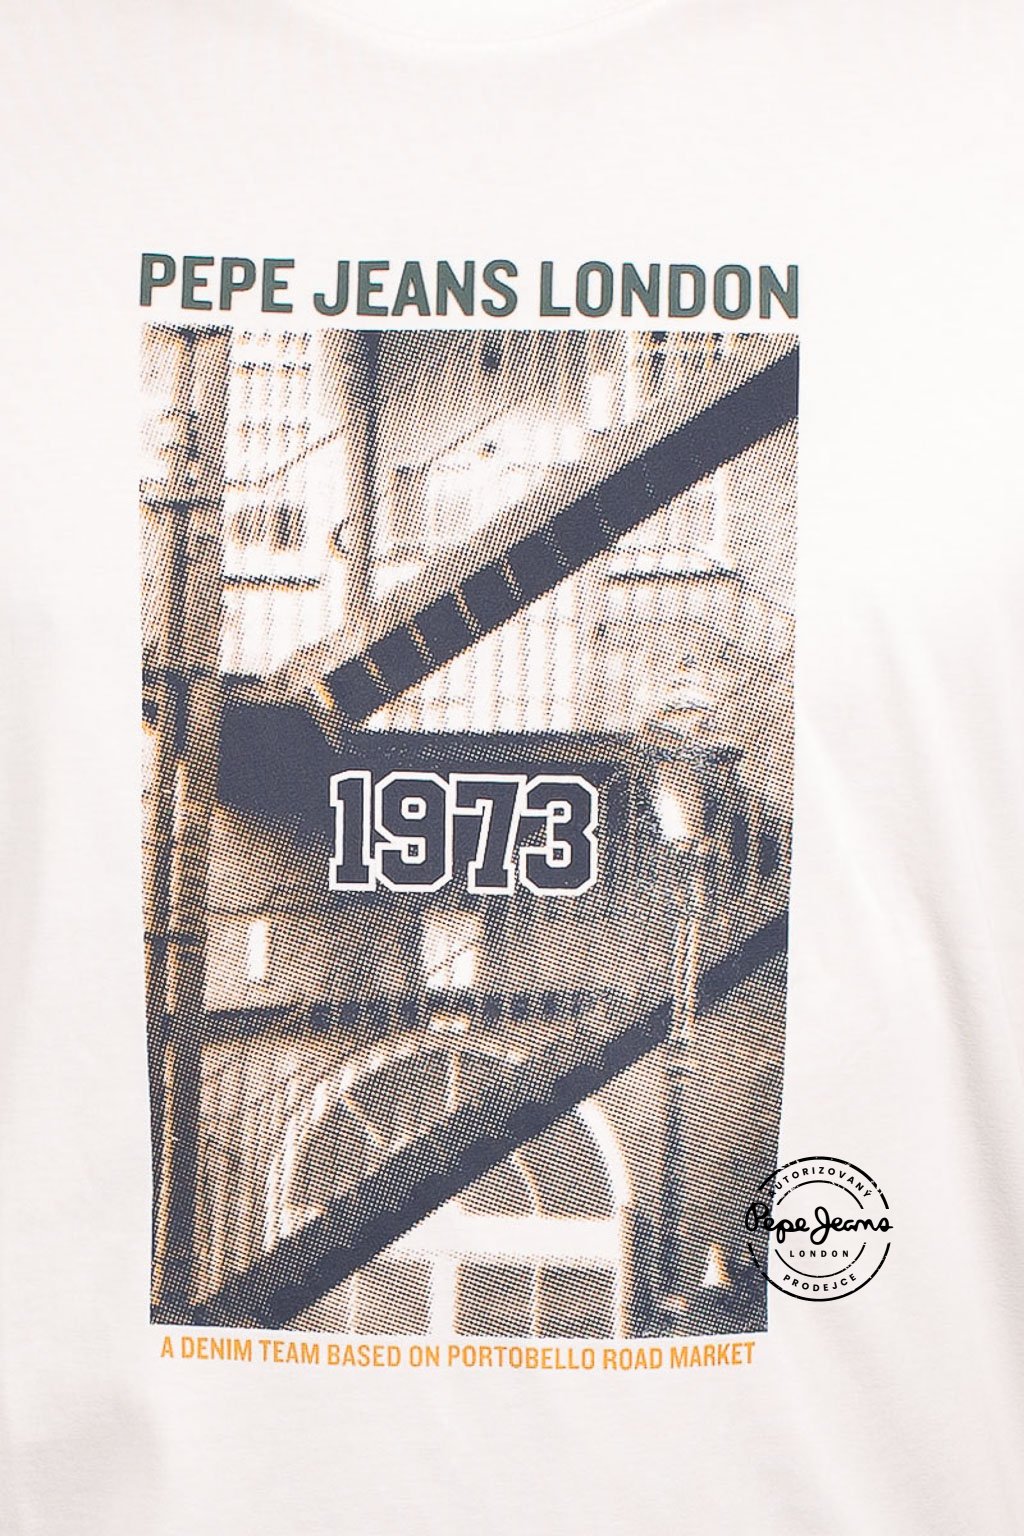 PEPE JEANS LONDON
1973
A DENIM TEAM BASED ON PORTOBELLO ROAD MARKET
AUTORIZOVANÝ
Pepe Jeans
LONDON
PRODEJCE